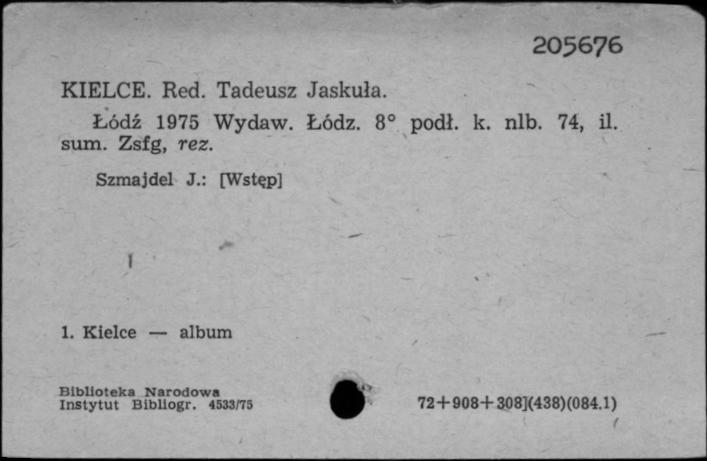 205676
KIELCE. Red. Tadeusz Jaskuła.
Łódź 1975 Wydaw. Łódz. 8° podł. k. nlb. 74, il.
sum. Zsfg, rez.
Szmajdel J.: [Wstęp]
1. Kielce — album
Biblioteka Narodowa
Instytut Bibliogr. 4533/75
72+908+308](438)(084.1)